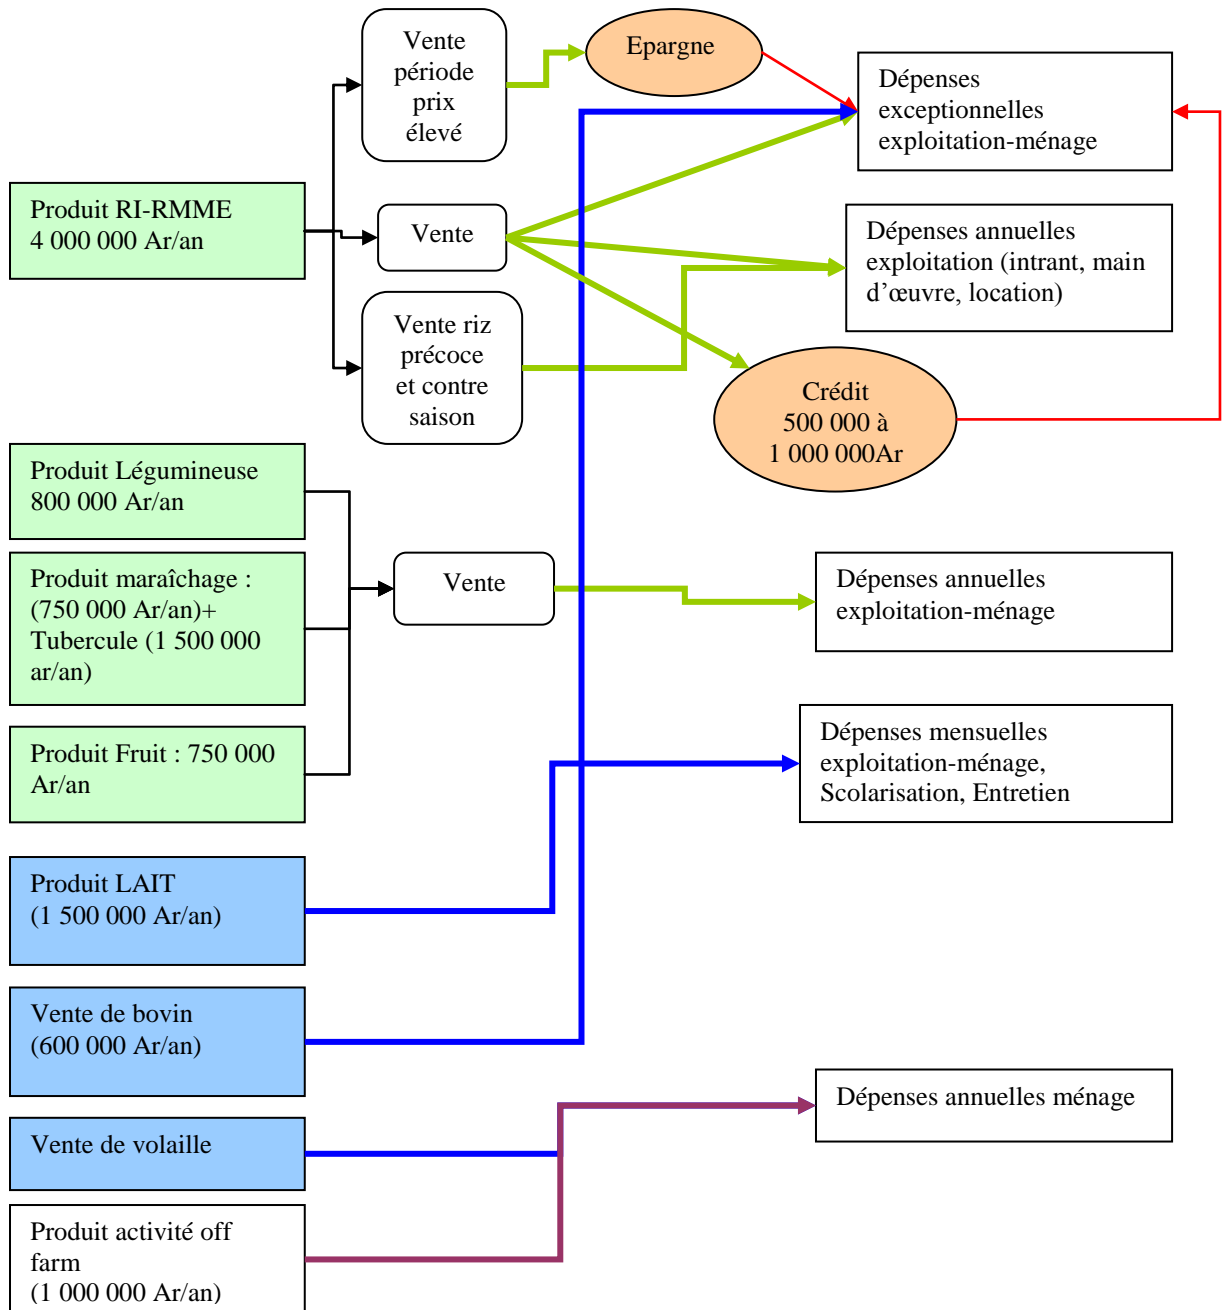 Vente
période
prix
élevé
Epargne
Dépenses
exceptionnelles
exploitation-ménage
Produit RI-RMME
4 000 000 Ar/an
Vente
Dépenses annuelles
exploitation (intrant, main
d’œuvre, location)
Vente riz
précoce
et contre
saison
Crédit
500 000 à
1 000 000Ar
Produit Légumineuse
800 000 Ar/an
Produit maraîchage :
(750 000 Ar/an)+
Tubercule (1 500 000
ar/an)
Vente
Dépenses annuelles
exploitation-ménage
Produit Fruit : 750 000
Ar/an
Dépenses mensuelles
exploitation-ménage,
Scolarisation, Entretien
Produit LAIT
(1 500 000 Ar/an)
Vente de bovin
(600 000 Ar/an)
Dépenses annuelles ménage
Vente de volaille
Produit activité off
farm
(1 000 000 Ar/an)